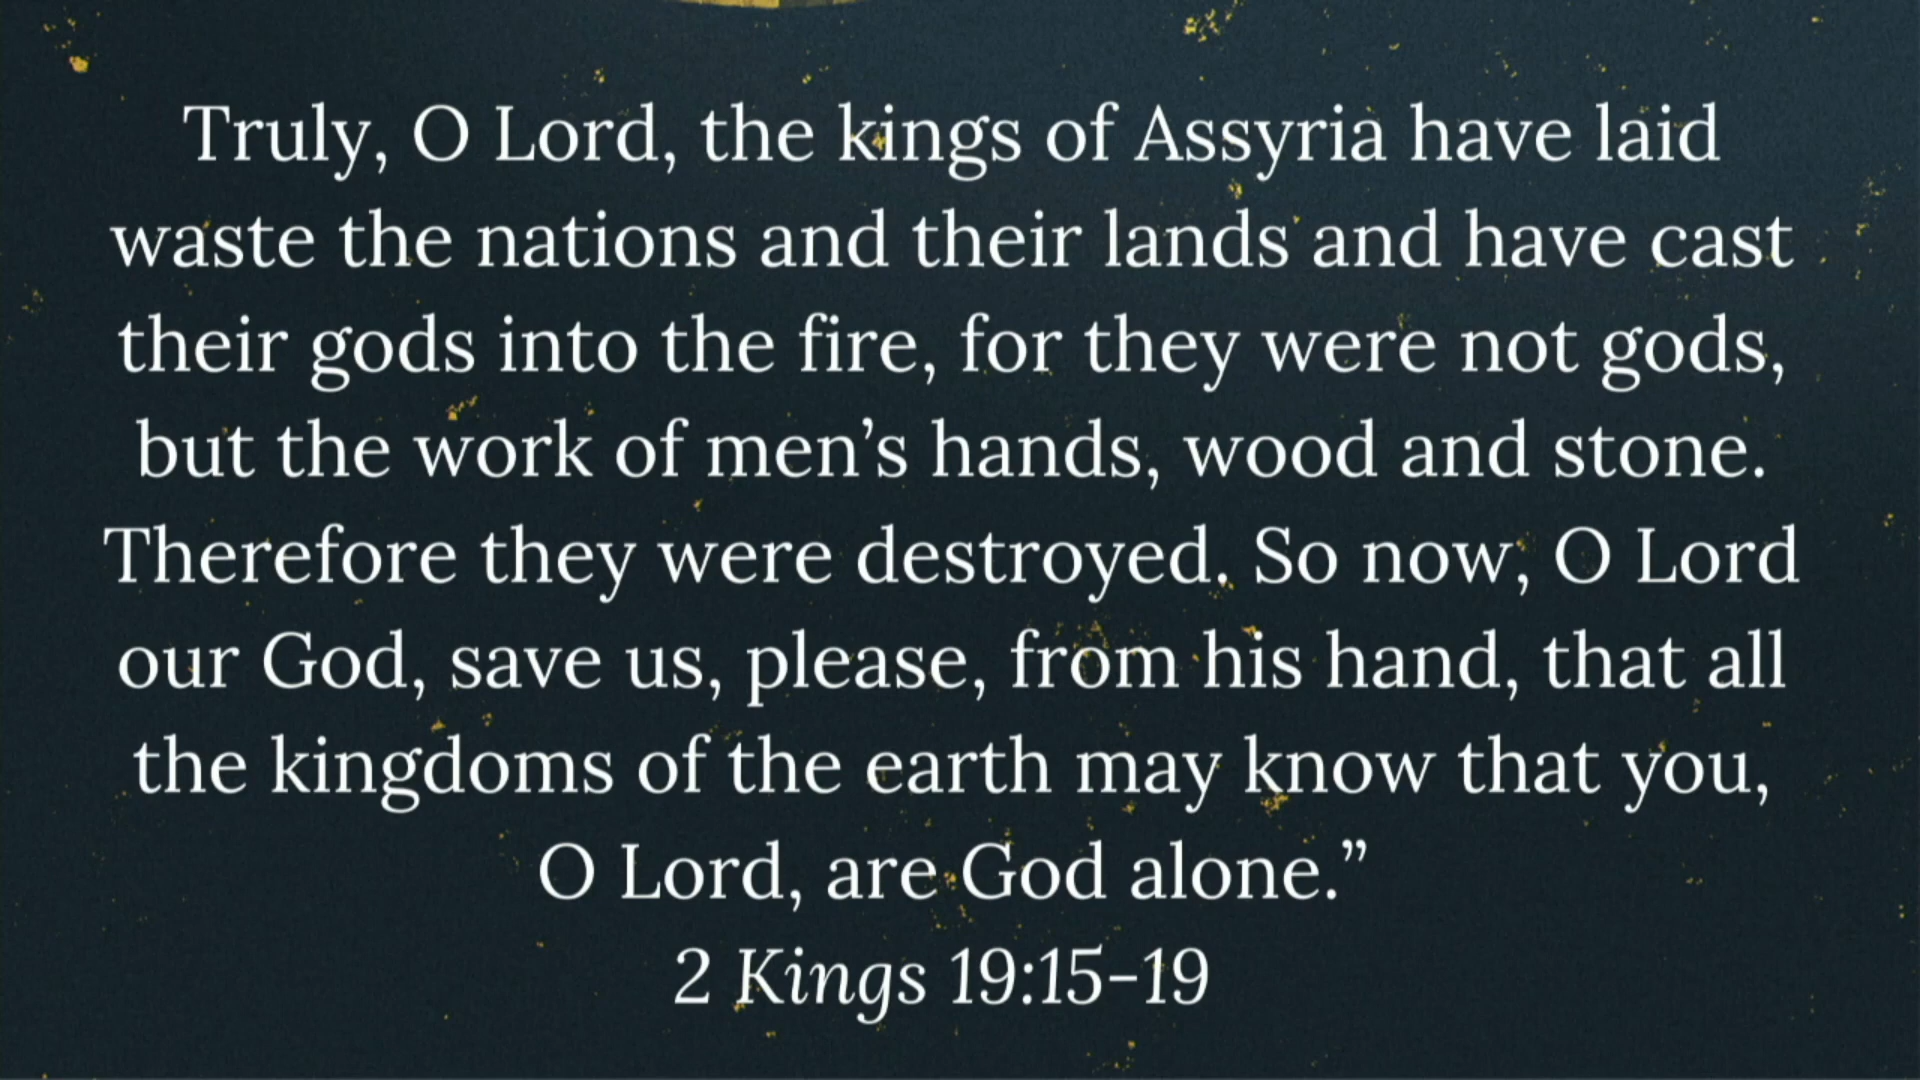 Truly, O Lord, the kings of Assyria have laid
waste the nations and their lands and have cast
their gods into the fire, for they were not gods,
but the work of men’s hands, wood and stone.
Therefore they were destroyed. So now, O Lord
our God, save us, please, from his hand, that all
the kingdoms of the earth may know that you,
O Lord, are God alone.”
2 Kings 19:15–19